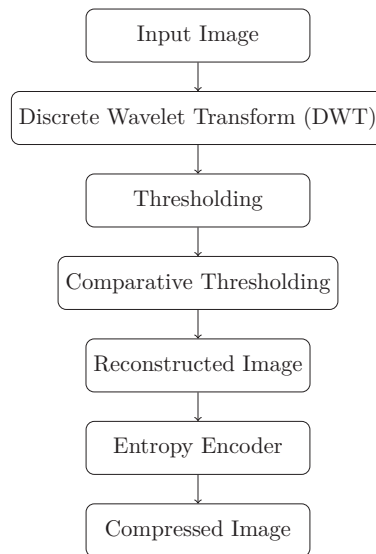 Input Image
Discrete Wavelet Transform (DWT)
Thresholding
Comparative Thresholding
Reconstructed Image
Entropy Encoder
Compressed Image